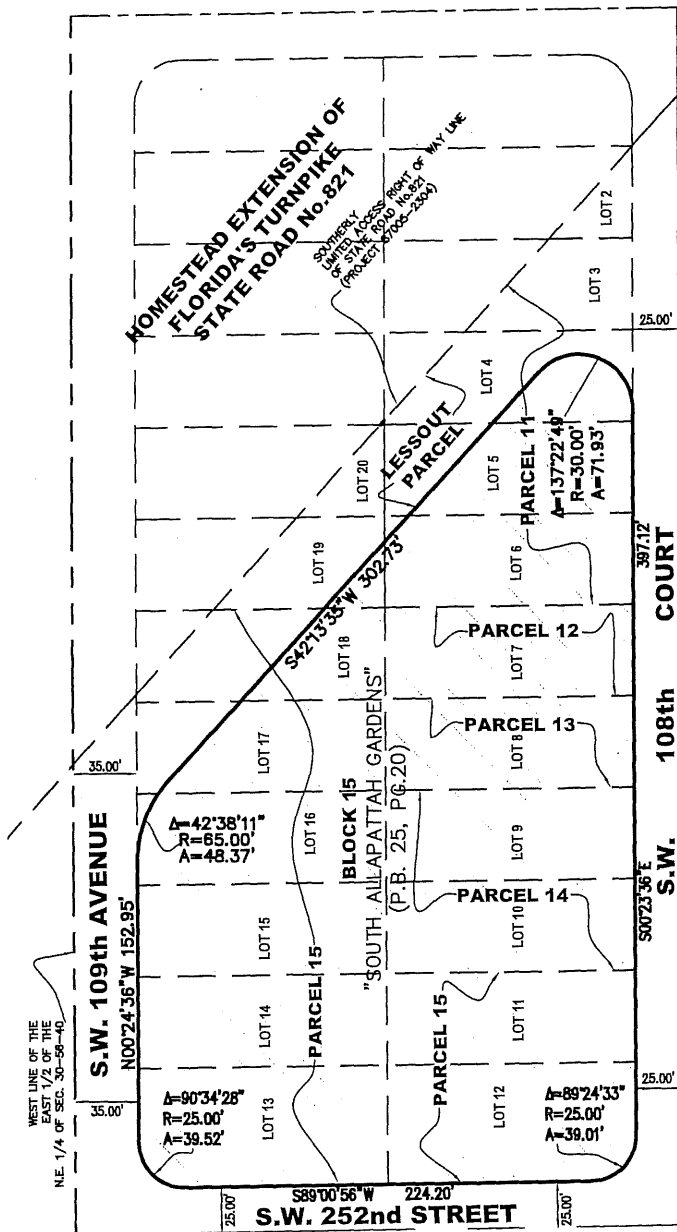 HOMESTEAD EXTENSION OF
FLORIDA'S TURNPIKE
STATE ROAD No.821
SOUTHERLY
LIMITED ACCESS RIGHT OF WAY LINE
OF STATE ROAD No.821
(PROJECT 87005-2304)
LOT 2
LOT 3
25.00'
LOT 4
LESSOUT
PARCEL
LOT 5
PARCEL 11
Δ=137°22'49"
R=30.00'
A=71.93'
LOT 20
LOT 19
S42°13'35"W 302.73'
LOT 6
397.12'
LOT 18
PARCEL 12
LOT 7
LOT 17
PARCEL 13
LOT 8
35.00'
Δ=42°38'11"
R=65.00'
A=48.37'
LOT 16
BLOCK 15
"SOUTH ALLAPATTAH GARDENS"
(P.B. 25, PG.20)
LOT 9
PARCEL 14
LOT 10
S.W. 108th COURT
S00°23'36"E
S.W. 109th AVENUE
N00°24'36"W 152.95'
WEST LINE OF THE
EAST 1/2 OF THE
N.E. 1/4 OF SEC. 30-56-40
LOT 15
PARCEL 15
LOT 14
PARCEL 15
LOT 11
35.00'
Δ=90°34'28"
R=25.00'
A=39.52'
LOT 13
LOT 12
Δ=89°24'33"
R=25.00'
A=39.01'
25.00'
S89°00'56"W 224.20'
25.00'
25.00'
S.W. 252nd STREET